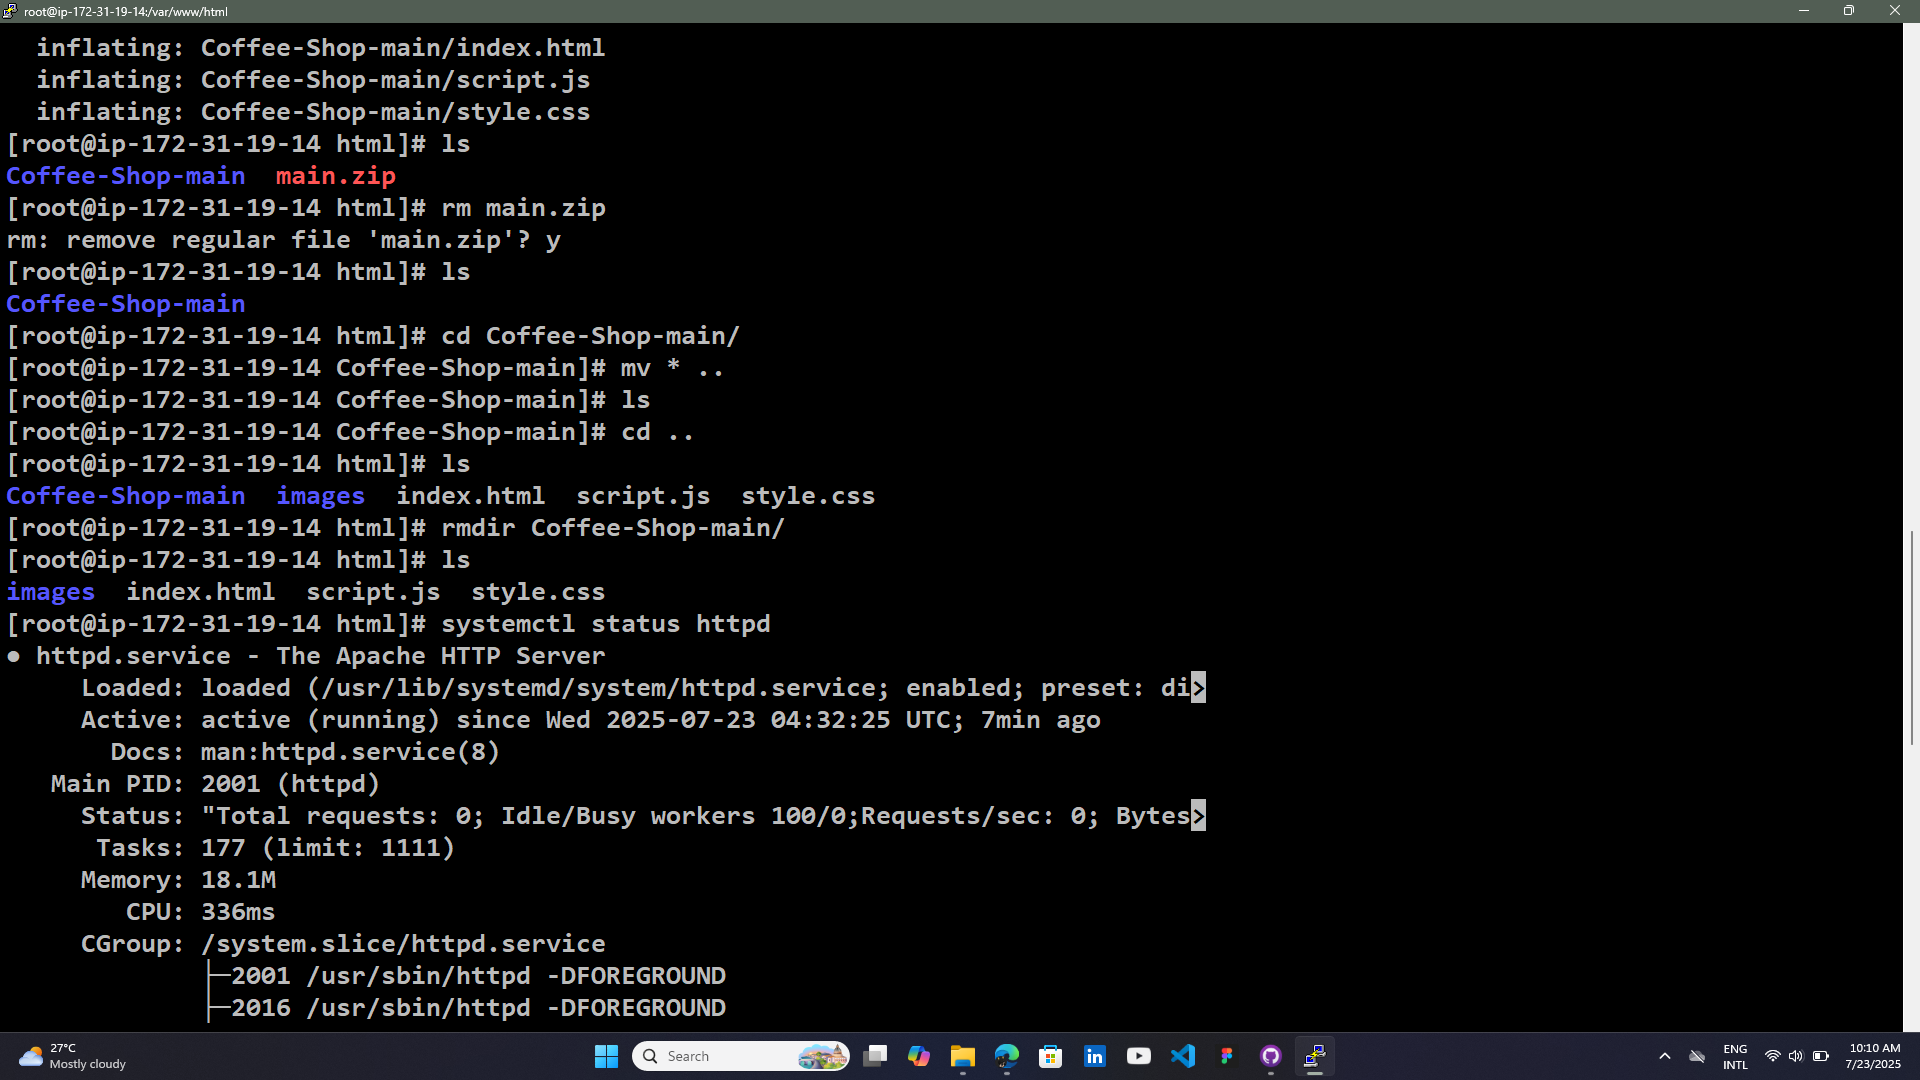 root@ip-172-31-19-14:/var/www/html
inflating: Coffee-Shop-main/index.html
inflating: Coffee-Shop-main/script.js
inflating: Coffee-Shop-main/style.css
[root@ip-172-31-19-14 html]# ls
Coffee-Shop-main  main.zip
[root@ip-172-31-19-14 html]# rm main.zip
rm: remove regular file 'main.zip'? y
[root@ip-172-31-19-14 html]# ls
Coffee-Shop-main
[root@ip-172-31-19-14 html]# cd Coffee-Shop-main/
[root@ip-172-31-19-14 Coffee-Shop-main]# mv * ..
[root@ip-172-31-19-14 Coffee-Shop-main]# ls
[root@ip-172-31-19-14 Coffee-Shop-main]# cd ..
[root@ip-172-31-19-14 html]# ls
Coffee-Shop-main  images  index.html  script.js  style.css
[root@ip-172-31-19-14 html]# rmdir Coffee-Shop-main/
[root@ip-172-31-19-14 html]# ls
images  index.html  script.js  style.css
[root@ip-172-31-19-14 html]# systemctl status httpd
● httpd.service - The Apache HTTP Server
Loaded: loaded (/usr/lib/systemd/system/httpd.service; enabled; preset: di>
Active: active (running) since Wed 2025-07-23 04:32:25 UTC; 7min ago
Docs: man:httpd.service(8)
Main PID: 2001 (httpd)
Status: "Total requests: 0; Idle/Busy workers 100/0;Requests/sec: 0; Bytes>
Tasks: 177 (limit: 1111)
Memory: 18.1M
CPU: 336ms
CGroup: /system.slice/httpd.service
├─2001 /usr/sbin/httpd -DFOREGROUND
├─2016 /usr/sbin/httpd -DFOREGROUND
27°C
Mostly cloudy
Search
ENG
INTL
10:10 AM
7/23/2025